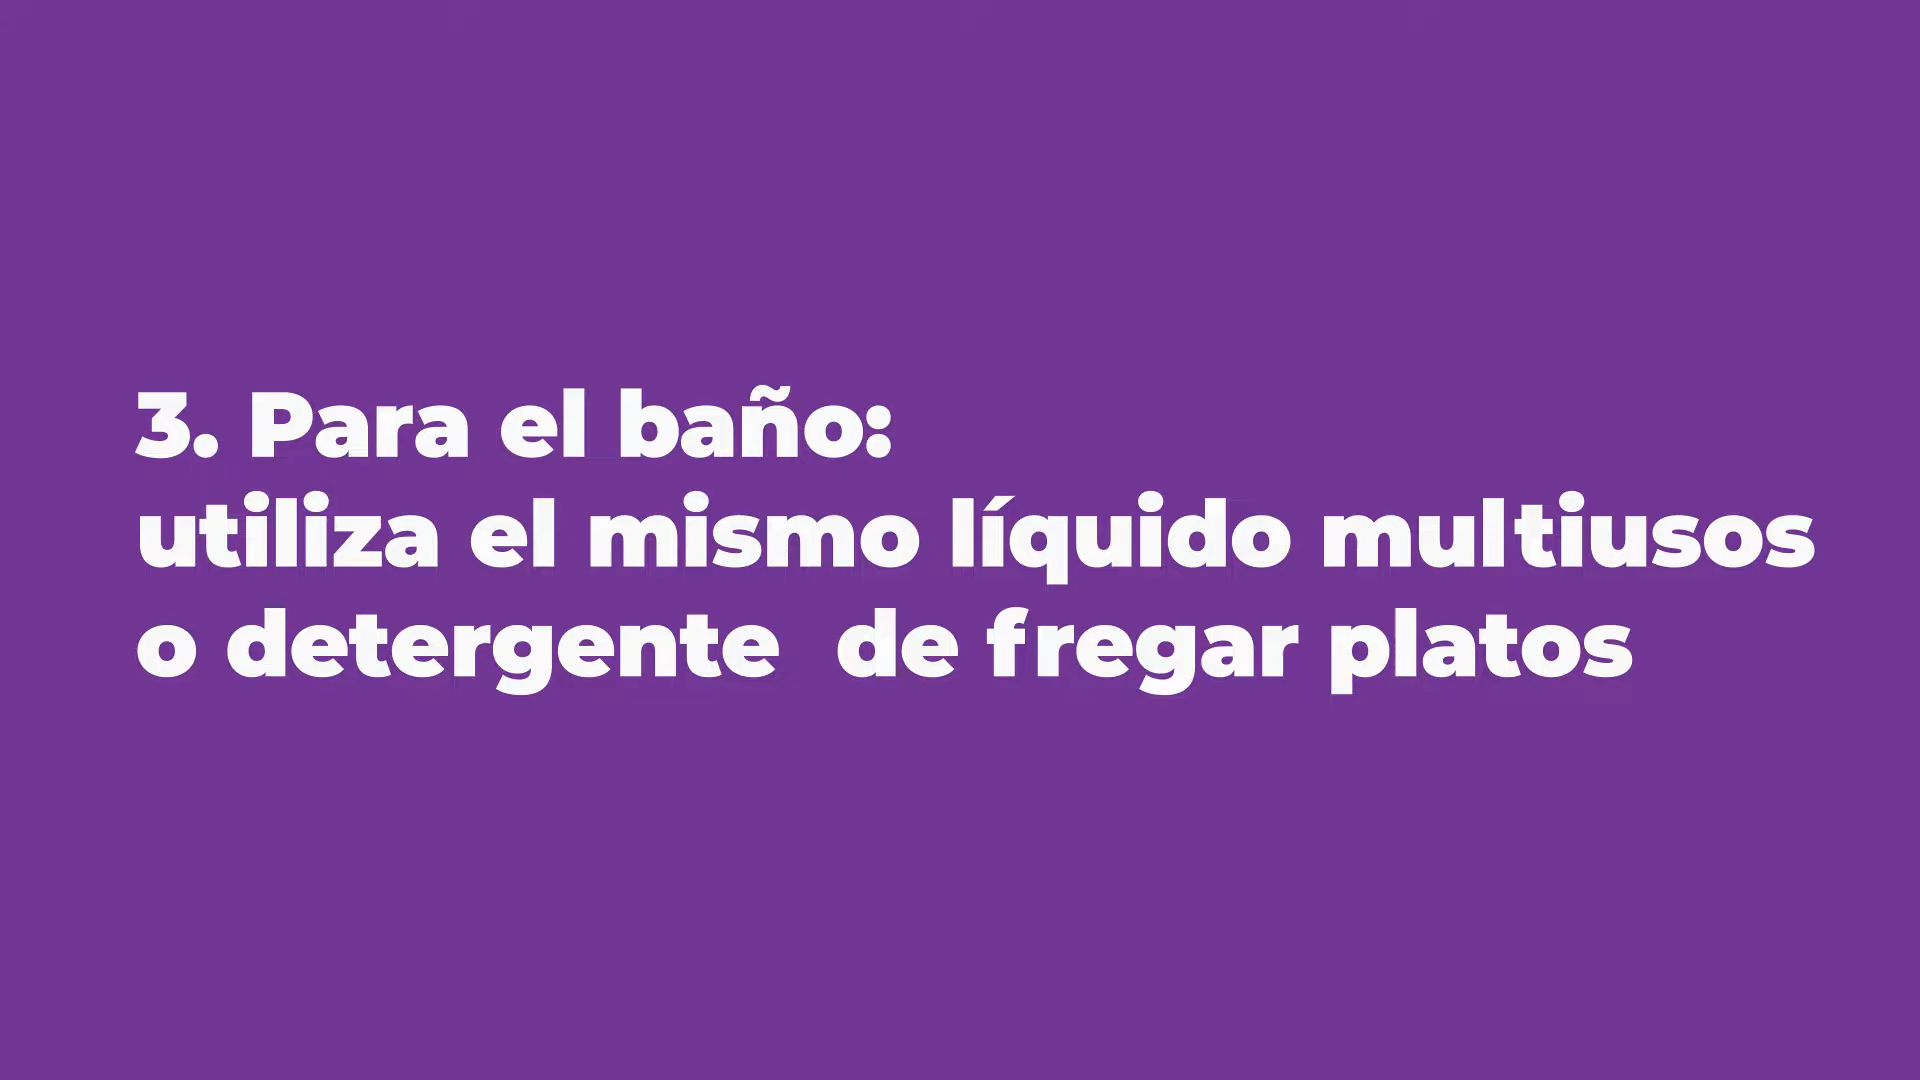 3. Para el baño:
utiliza el mismo líquido multiusos
o detergente  de fregar platos